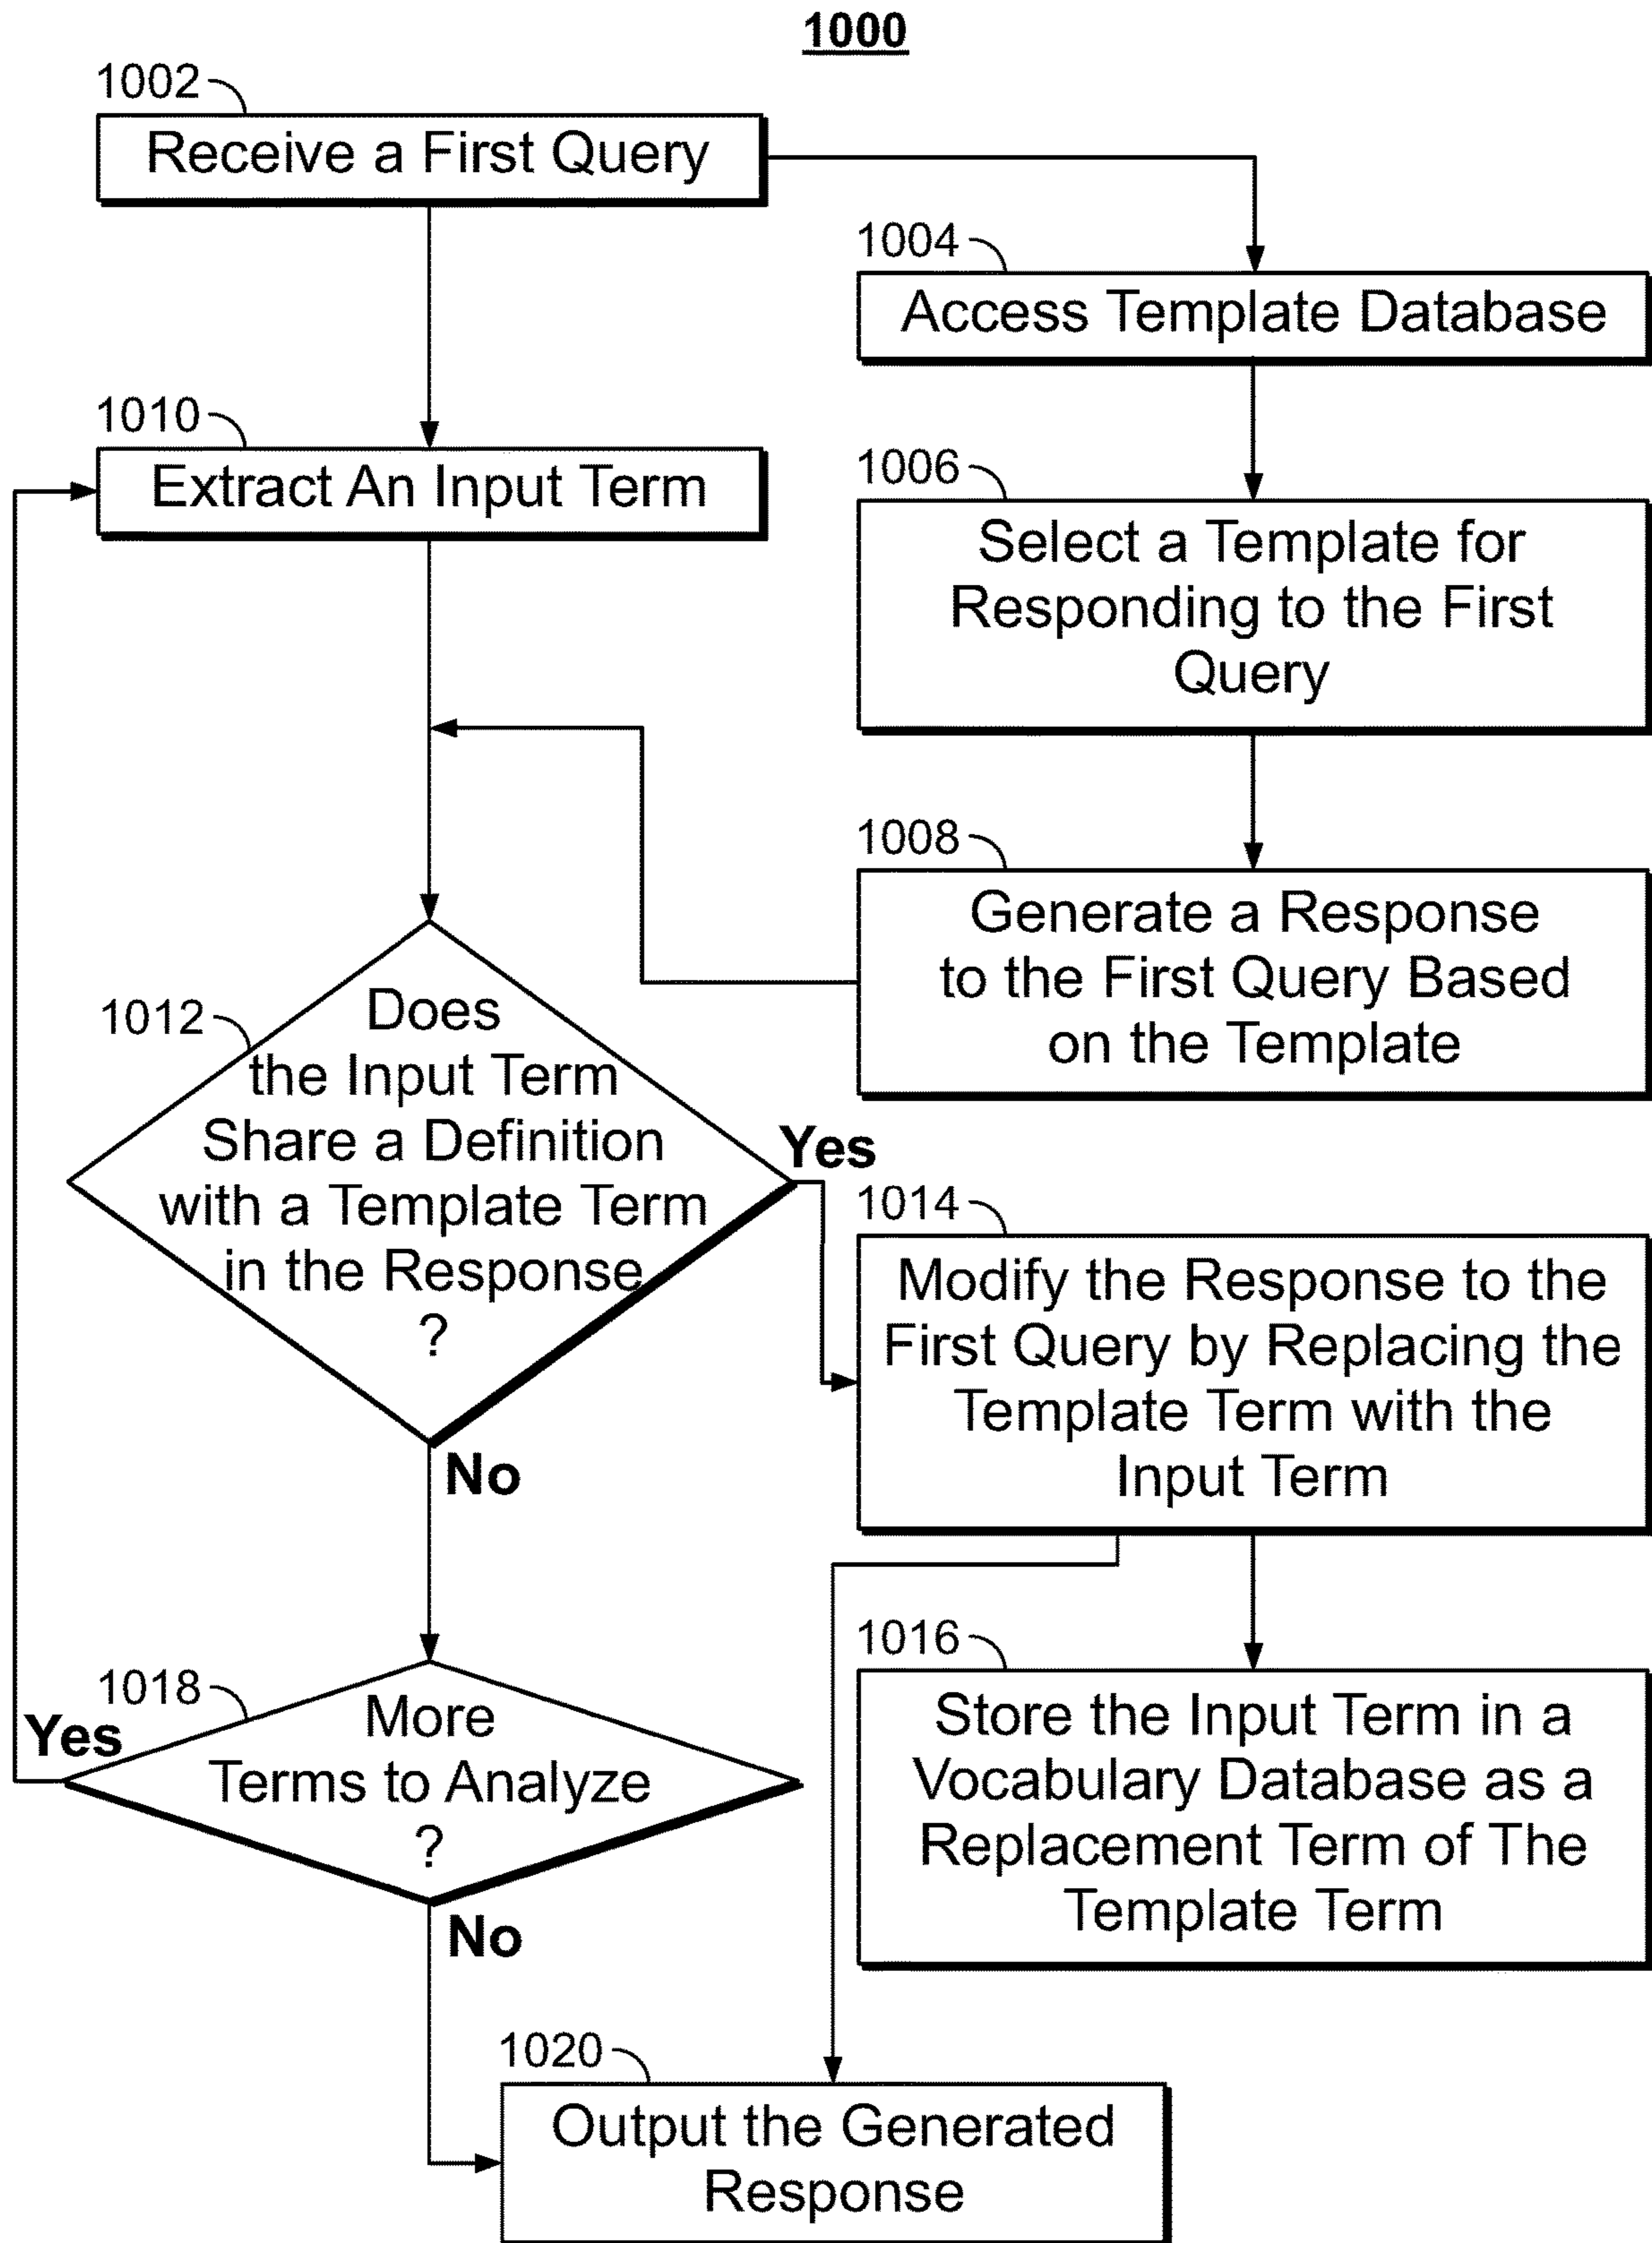 1000
1002
Receive a First Query
1004
Access Template Database
1010
Extract An Input Term
1006
Select a Template for
Responding to the First
Query
1008
Generate a Response
to the First Query Based
on the Template
1012
Does
the Input Term
Share a Definition
with a Template Term
in the Response
?
Yes
No
1014
Modify the Response to the
First Query by Replacing the
Template Term with the
Input Term
1016
Store the Input Term in a
Vocabulary Database as a
Replacement Term of The
Template Term
1018
More
Terms to Analyze
?
Yes
No
1020
Output the Generated
Response